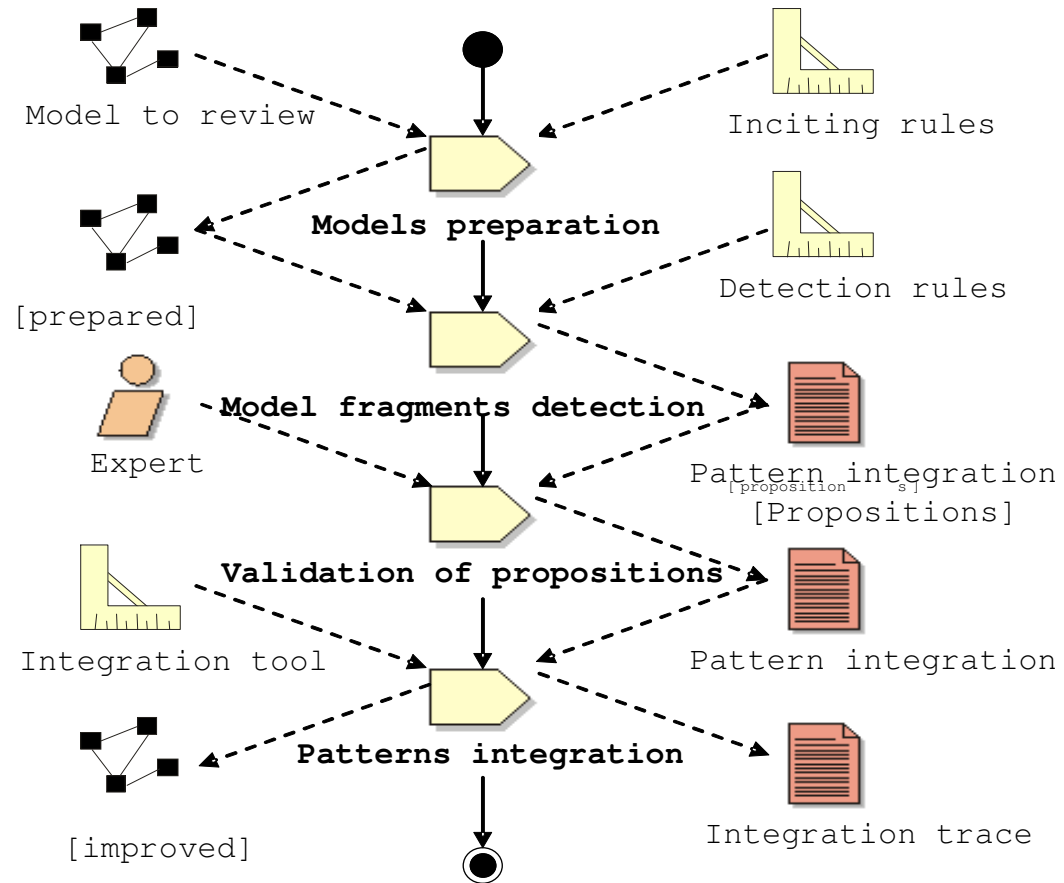 Model to review
Inciting rules
Models preparation
Detection rules
[prepared]
Model fragments detection
Expert
Pattern integration
[proposition s]
[Propositions]
Validation of propositions
Integration tool
Pattern integration
Patterns integration
Integration trace
[improved]